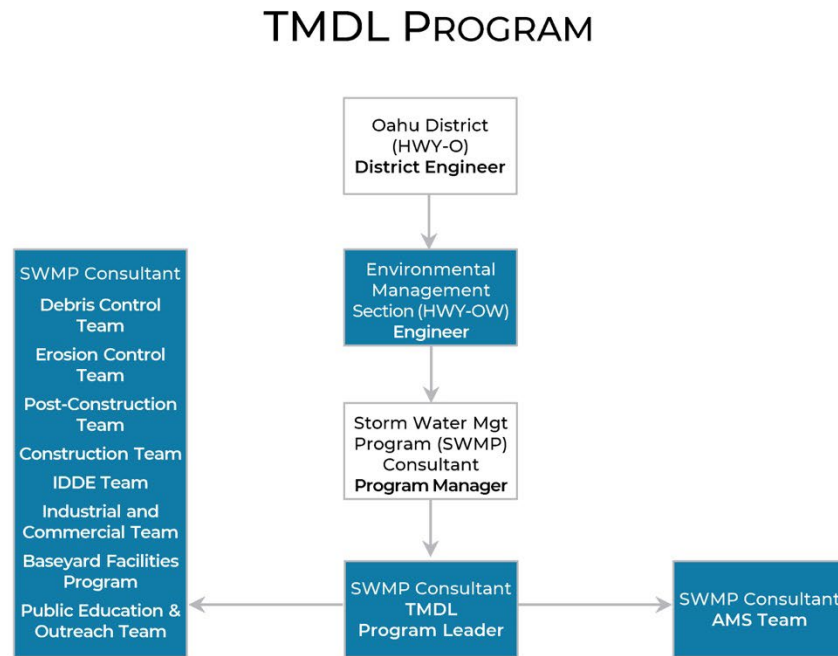 TMDL PROGRAM
Oahu District
(HWY-O)
District Engineer
SWMP Consultant
Debris Control
Team
Erosion Control
Team
Post-Construction
Team
Construction Team
IDDE Team
Industrial and
Commercial Team
Baseyard Facilities
Program
Public Education &
Outreach Team
Environmental
Management
Section (HWY-OW)
Engineer
Storm Water Mgt
Program (SWMP)
Consultant
Program Manager
SWMP Consultant
TMDL
Program Leader
SWMP Consultant
AMS Team